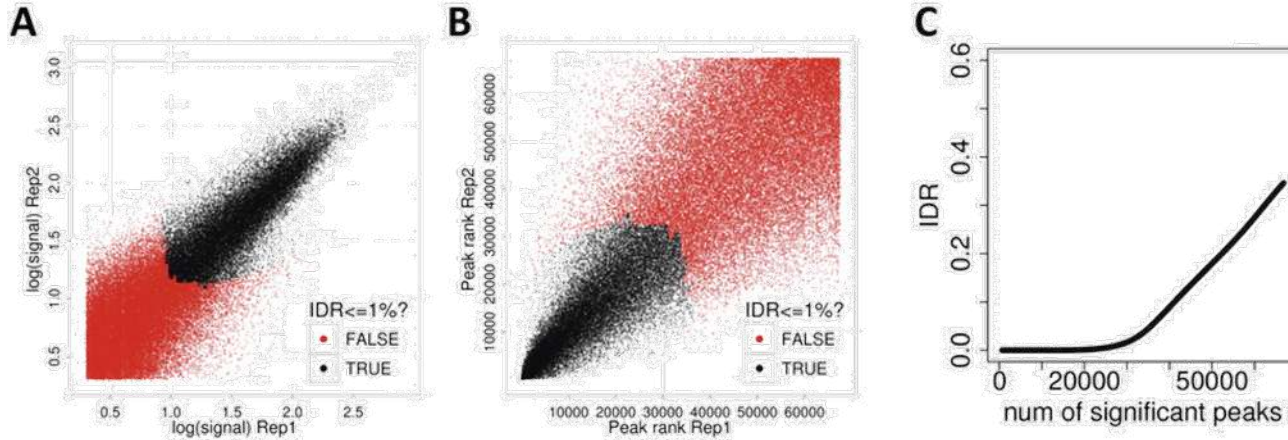 A
B
C
log(signal) Rep2
3.0
2.5
2.0
1.5
1.0
0.5
IDR<=1%?
FALSE
TRUE
0.5 1.0 1.5 2.0 2.5
log(signal) Rep1
Peak rank Rep2
60000
50000
40000
30000
20000
10000
IDR<=1%?
FALSE
TRUE
10000 20000 30000 40000 50000 60000
Peak rank Rep1
IDR
0.6
0.4
0.2
0.0
0 20000 50000
num of significant peaks